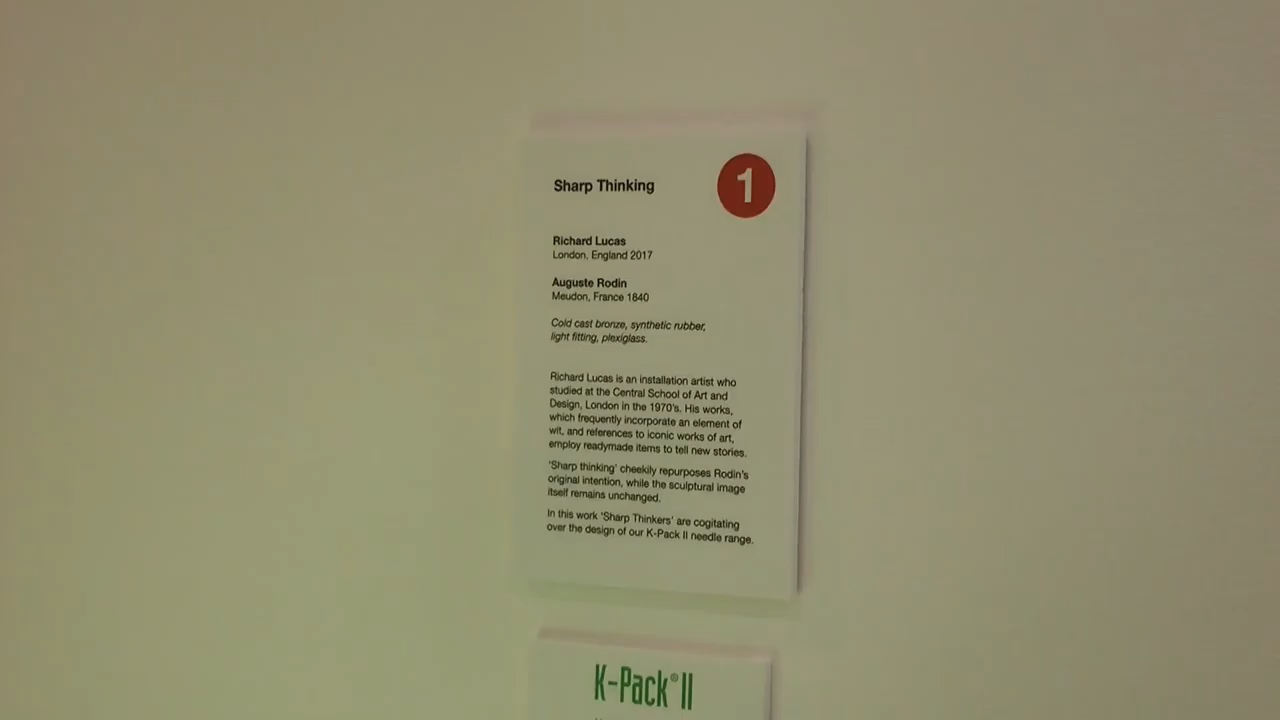 Sharp Thinking
1
Richard Lucas
London, England 2017
Auguste Rodin
Meudon, France 1840
Cold cast bronze, synthetic rubber,
light fitting, plexiglass.
Richard Lucas is an installation artist who
studied at the Central School of Art and
Design, London in the 1970's. His works,
which frequently incorporate an element of
wit, and references to iconic works of art,
employ readymade items to tell new stories.
'Sharp thinking' cheekily repurposes Rodin's
original intention, while the sculptural image
itself remains unchanged.
In this work 'Sharp Thinkers' are cogitating
over the design of our K-Pack II needle range.
K-Pack® II